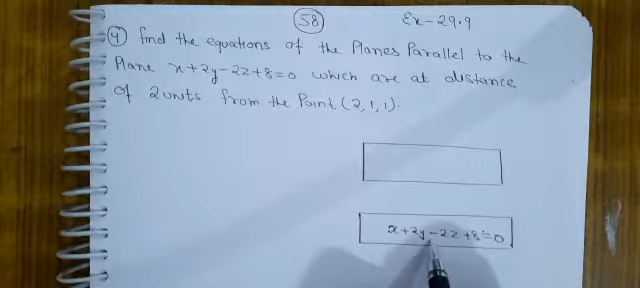 58 Ex-29.9
4 Find the equations of the Planes Parallel to the
Plane x+2y-2z+8=0 which are at distance
of 2 units from the Point (2,1,1).
x+2y-2z+8=0